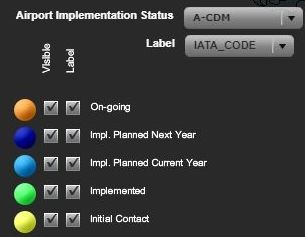 Airport Implementation Status A-CDM
Label IATA_CODE
Visible Label
On-going
Impl. Planned Next Year
Impl. Planned Current Year
Implemented
Initial Contact